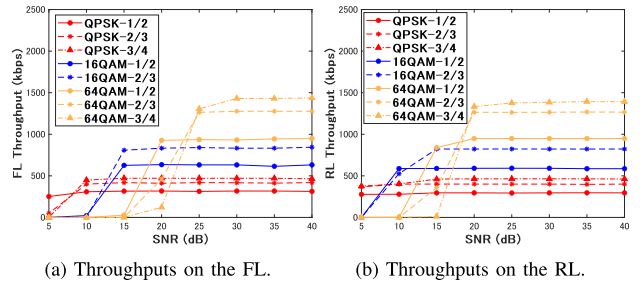 2500
2000
1500
1000
500
0
FL Throughput (kbps)
QPSK-1/2
QPSK-2/3
QPSK-3/4
16QAM-1/2
16QAM-2/3
64QAM-1/2
64QAM-2/3
64QAM-3/4
5 10 15 20 25 30 35 40
SNR (dB)
(a) Throughputs on the FL.
2500
2000
1500
1000
500
0
RL Throughput (kbps)
QPSK-1/2
QPSK-2/3
QPSK-3/4
16QAM-1/2
16QAM-2/3
64QAM-1/2
64QAM-2/3
64QAM-3/4
5 10 15 20 25 30 35 40
SNR (dB)
(b) Throughputs on the RL.